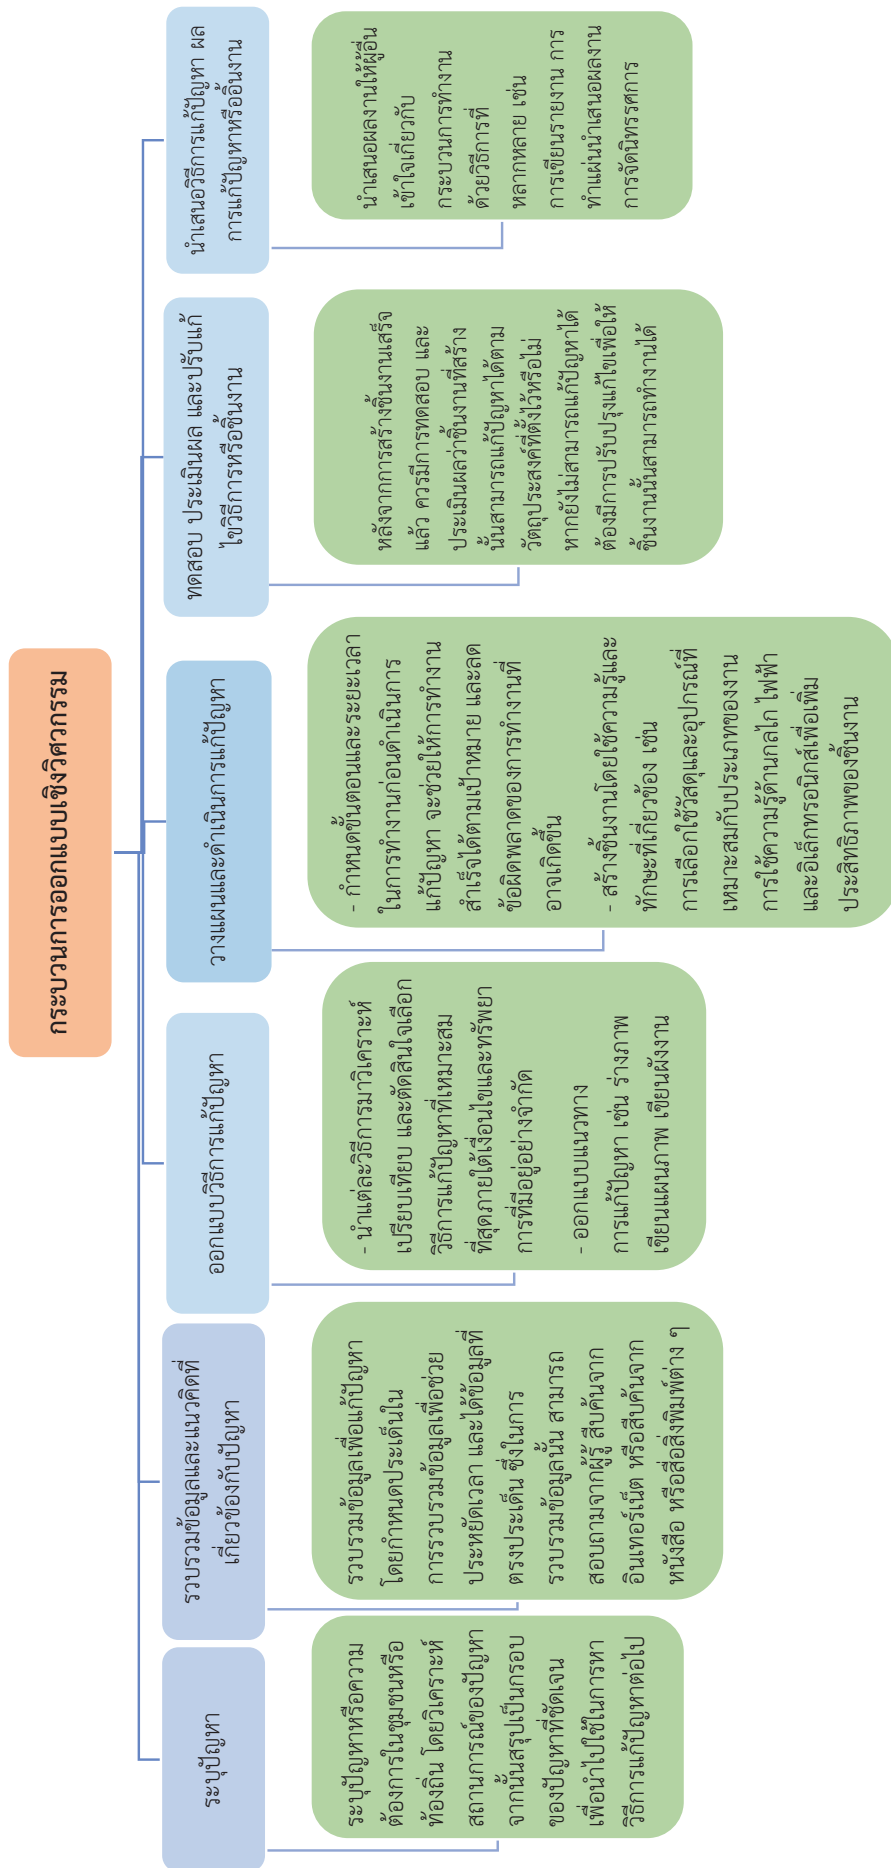 กระบวนการออกแบบเชิงวิศวกรรม
ระบุปัญหา
ระบุปัญหาหรือความ
ต้องการในชุมชนหรือ
ท้องถิ่น โดยวิเคราะห์
สถานการณ์ของปัญหา
จากนั้นสรุปเป็นกรอบ
ของปัญหาที่ชัดเจน
เพื่อนำไปใช้ในการหา
วิธีการแก้ปัญหาต่อไป
รวบรวมข้อมูลและแนวคิดที่
เกี่ยวข้องกับปัญหา
รวบรวมข้อมูลเพื่อแก้ปัญหา
โดยกำหนดประเด็นใน
การรวบรวมข้อมูลเพื่อช่วย
ประหยัดเวลา และได้ข้อมูลที่
ตรงประเด็น ซึ่งในการ
รวบรวมข้อมูลนั้น สามารถ
สอบถามจากผู้รู้ สืบค้นจาก
อินเทอร์เน็ต หรือสืบค้นจาก
หนังสือ หรือสื่อสิ่งพิมพ์ต่าง ๆ
ออกแบบวิธีการแก้ปัญหา
- นำแต่ละวิธีการมาวิเคราะห์
เปรียบเทียบ และตัดสินใจเลือก
วิธีการแก้ปัญหาที่เหมาะสม
ที่สุดภายใต้เงื่อนไขและทรัพยา
การที่มีอยู่อย่างจำกัด
- ออกแบบแนวทาง
การแก้ปัญหา เช่น ร่างภาพ
เขียนแผนภาพ เขียนผังงาน
วางแผนและดำเนินการแก้ปัญหา
- กำหนดขั้นตอนและระยะเวลา
ในการทำงานก่อนดำเนินการ
แก้ปัญหา จะช่วยให้การทำงาน
สำเร็จได้ตามเป้าหมาย และลด
ข้อผิดพลาดของการทำงานที่
อาจเกิดขึ้น
- สร้างชิ้นงานโดยใช้ความรู้และ
ทักษะที่เกี่ยวข้อง เช่น
การเลือกใช้วัสดุและอุปกรณ์ที่
เหมาะสมกับประเภทของงาน
การใช้ความรู้ด้านกลไก ไฟฟ้า
และอิเล็กทรอนิกส์เพื่อเพิ่ม
ประสิทธิภาพของชิ้นงาน
ทดสอบ ประเมินผล และปรับแก้
ไขวิธีการหรือชิ้นงาน
หลังจากการสร้างชิ้นงานเสร็จ
แล้ว ควรมีการทดสอบ และ
ประเมินผลว่าชิ้นงานที่สร้าง
นั้นสามารถแก้ปัญหาได้ตาม
วัตถุประสงค์ที่ตั้งไว้หรือไม่
หากยังไม่สามารถแก้ปัญหาได้
ต้องมีการปรับปรุงแก้ไขเพื่อให้
ชิ้นงานนั้นสามารถทำงานได้
นำเสนอวิธีการแก้ปัญหา ผล
การแก้ปัญหาหรือชิ้นงาน
นำเสนอผลงานให้ผู้อื่น
เข้าใจเกี่ยวกับ
กระบวนการทำงาน
ด้วยวิธีการที่
หลากหลาย เช่น
การเขียนรายงาน การ
ทำแผ่นนำเสนอผลงาน
การจัดนิทรรศการ